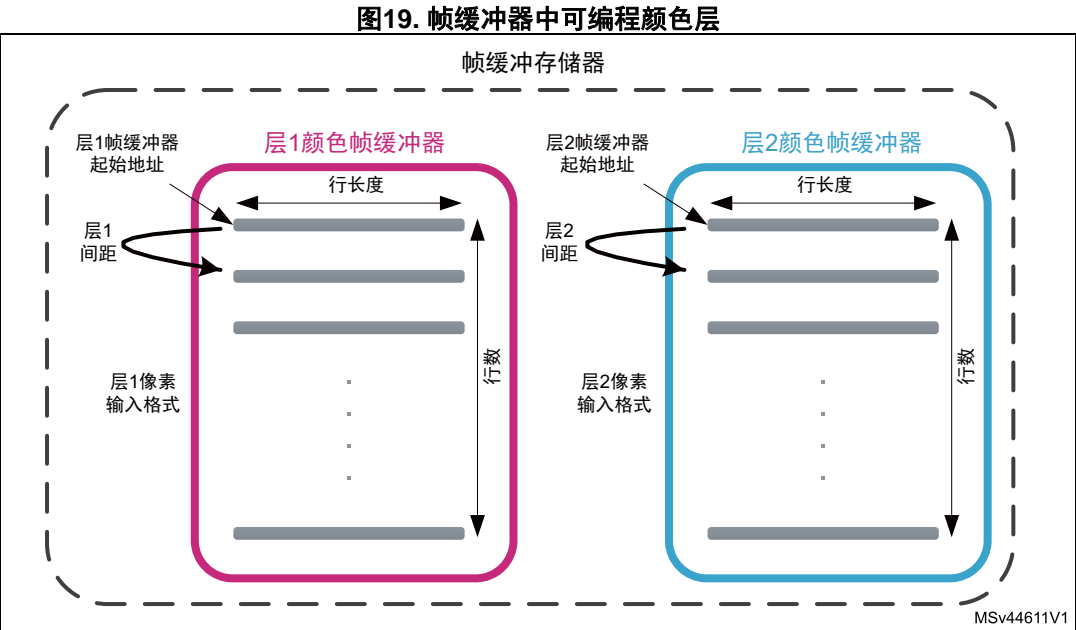 图19. 帧缓冲器中可编程颜色层
帧缓冲存储器
层1帧缓冲器
起始地址
层1颜色帧缓冲器
行长度
层1
间距
层1像素
输入格式
行数
层2帧缓冲器
起始地址
层2颜色帧缓冲器
行长度
层2
间距
层2像素
输入格式
行数
MSv44611V1